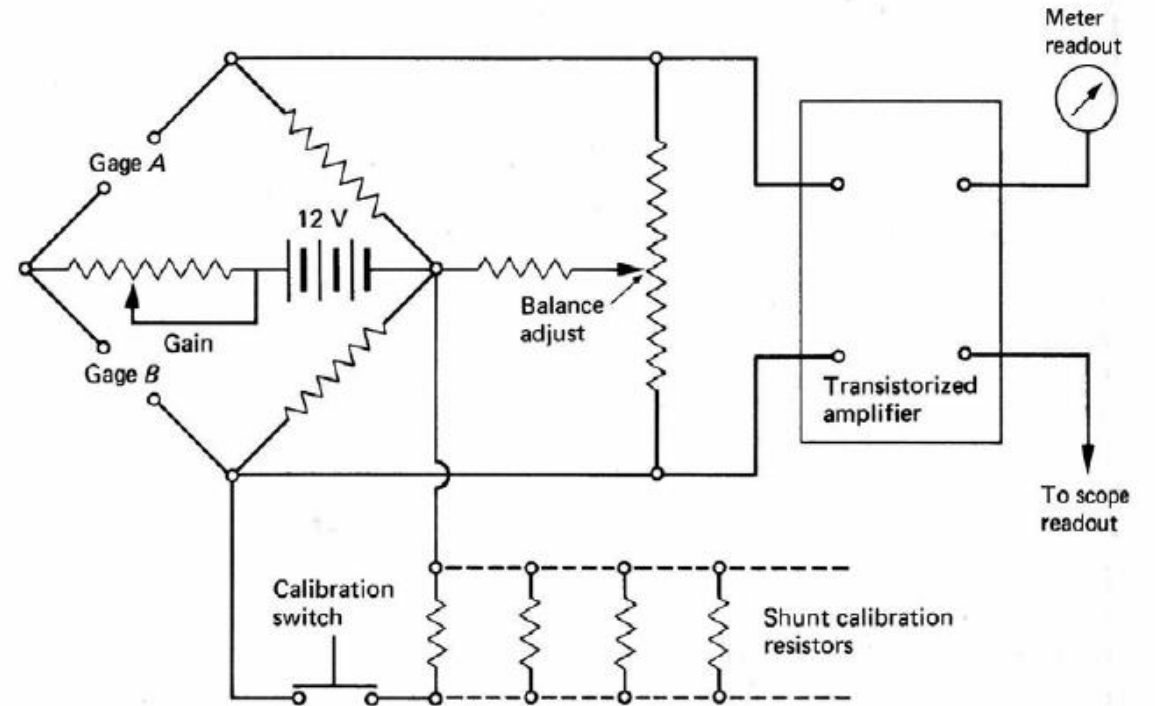 Meter
readout
Gage A
12 V
Balance
adjust
Gain
Gage B
Transistorized
amplifier
To scope
readout
Calibration
switch
Shunt calibration
resistors